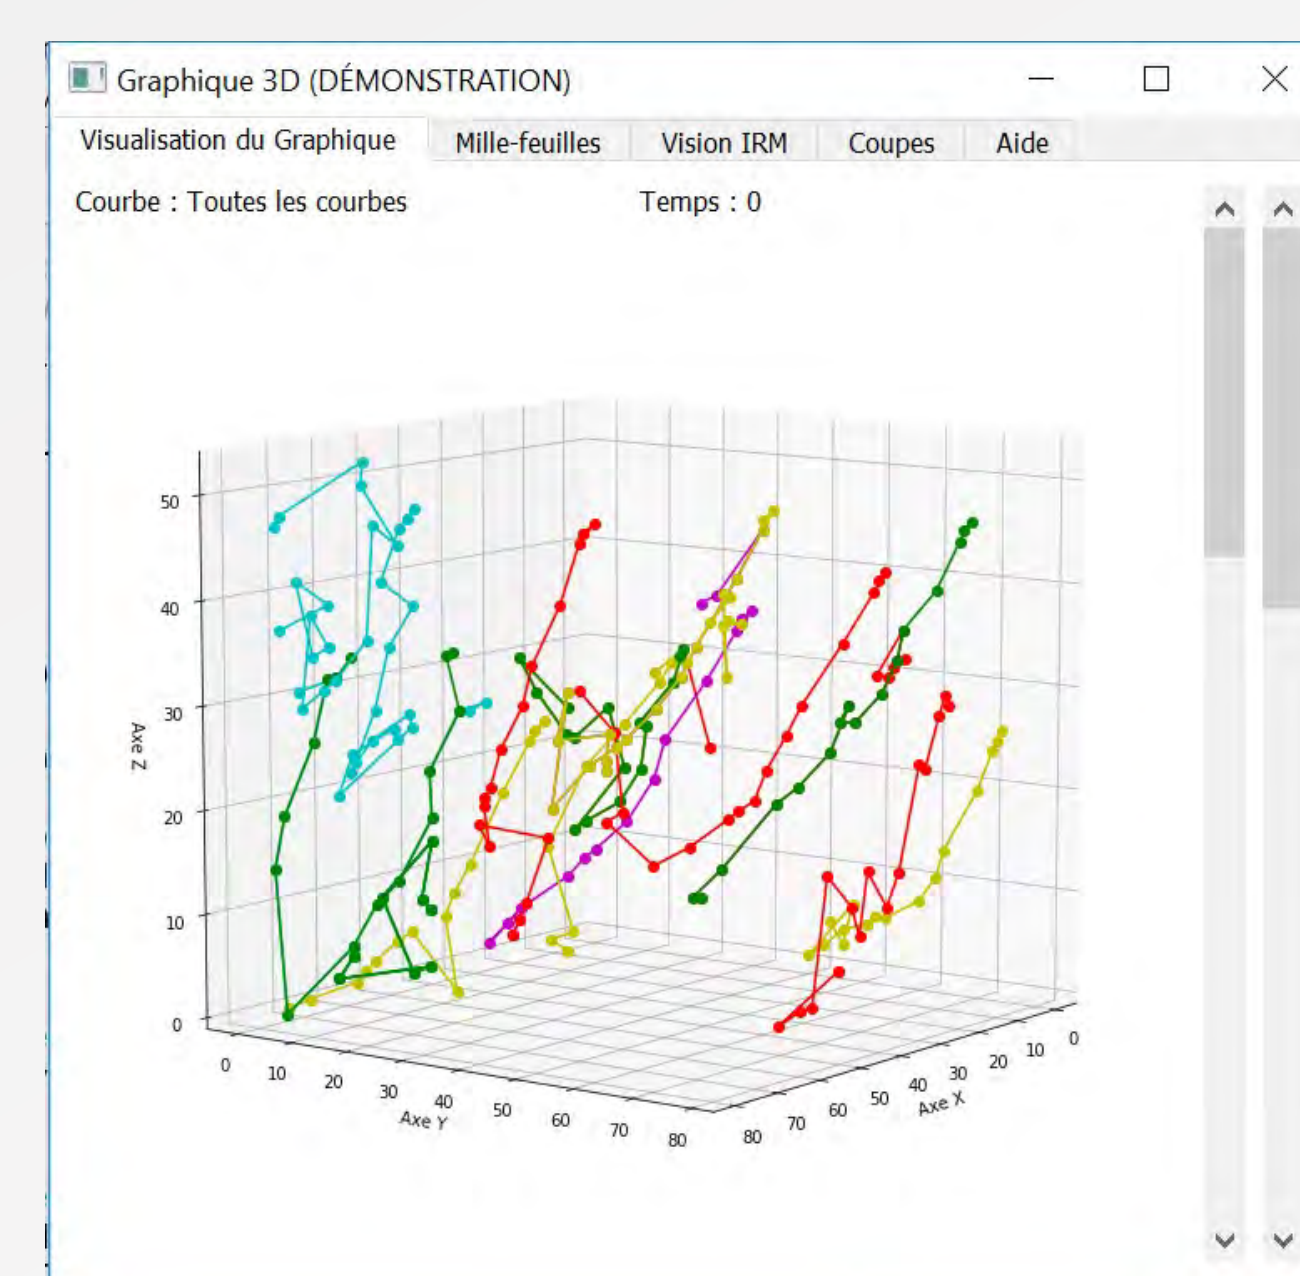 Graphique 3D (DÉMONSTRATION)
Visualisation du Graphique Mille-feuilles Vision IRM Coupes Aide
Courbe : Toutes les courbes Temps : 0
50
40
30
Axe Z
20
10
0
0 10 20 30 40 50 60 70 80
Axe Y
80 70 60 50 40 30 20 10 0
Axe X